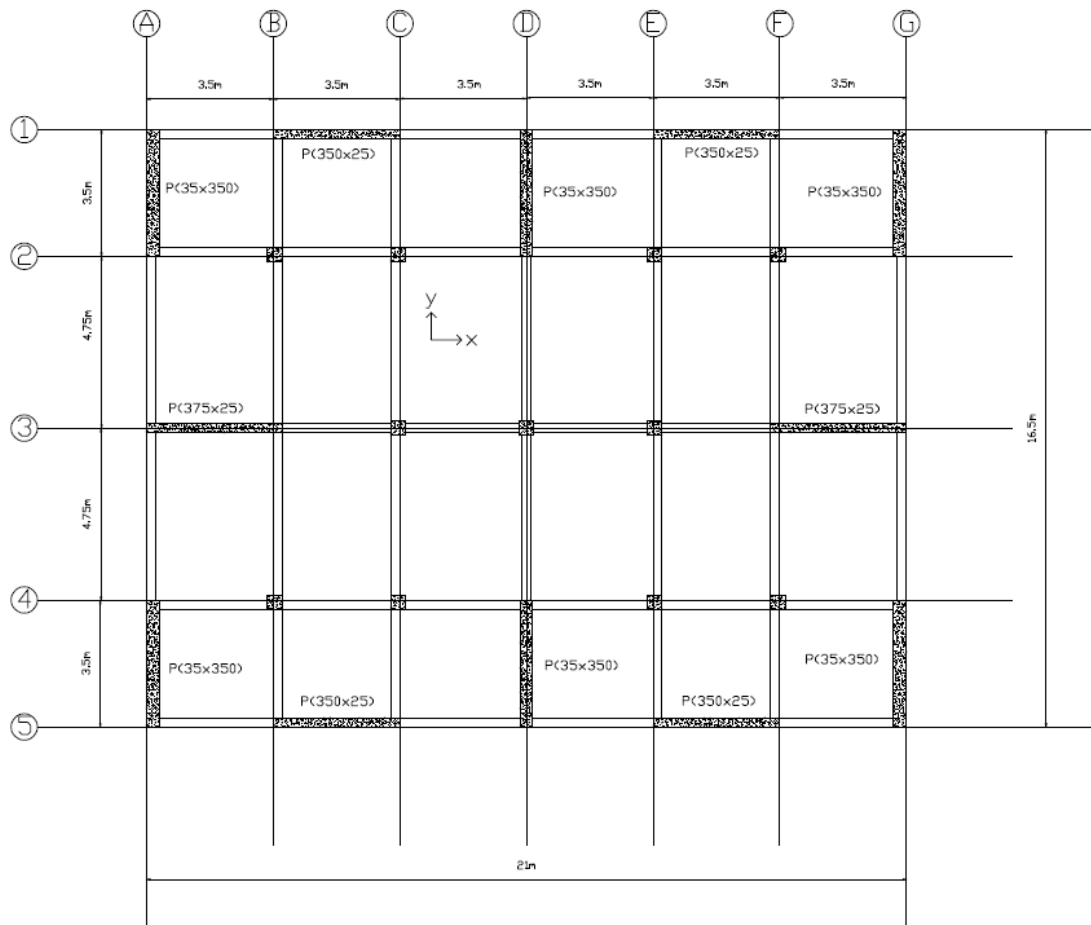 A B C D E F G
3.5m 3.5m 3.5m 3.5m 3.5m 3.5m
1
P(350x25) P(350x25)
P(35x350) P(35x350) P(35x350)
3.5m
2
y
x
4.75m
P(375x25) P(375x25)
3
16.5m
4.75m
4
P(35x350) P(35x350) P(35x350)
3.5m
P(350x25) P(350x25)
5
21m